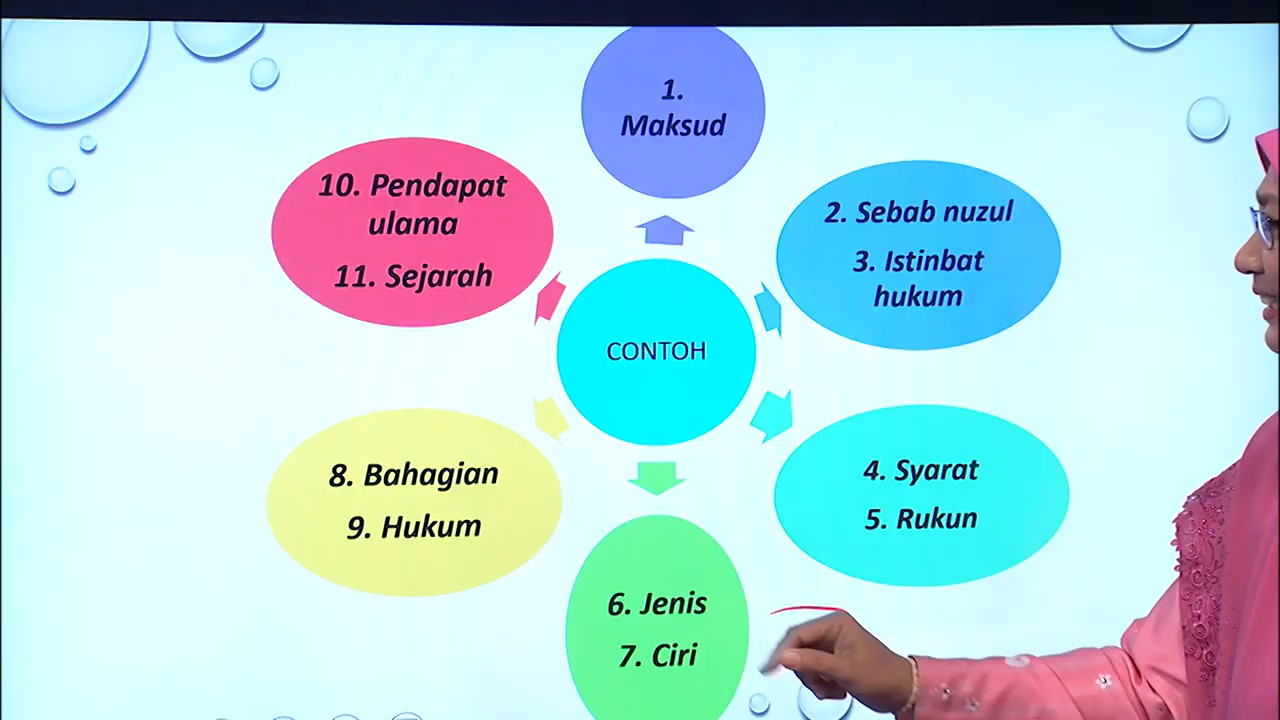 1.
Maksud
2. Sebab nuzul
3. Istinbat
hukum
4. Syarat
5. Rukun
6. Jenis
7. Ciri
8. Bahagian
9. Hukum
10. Pendapat
ulama
11. Sejarah
CONTOH